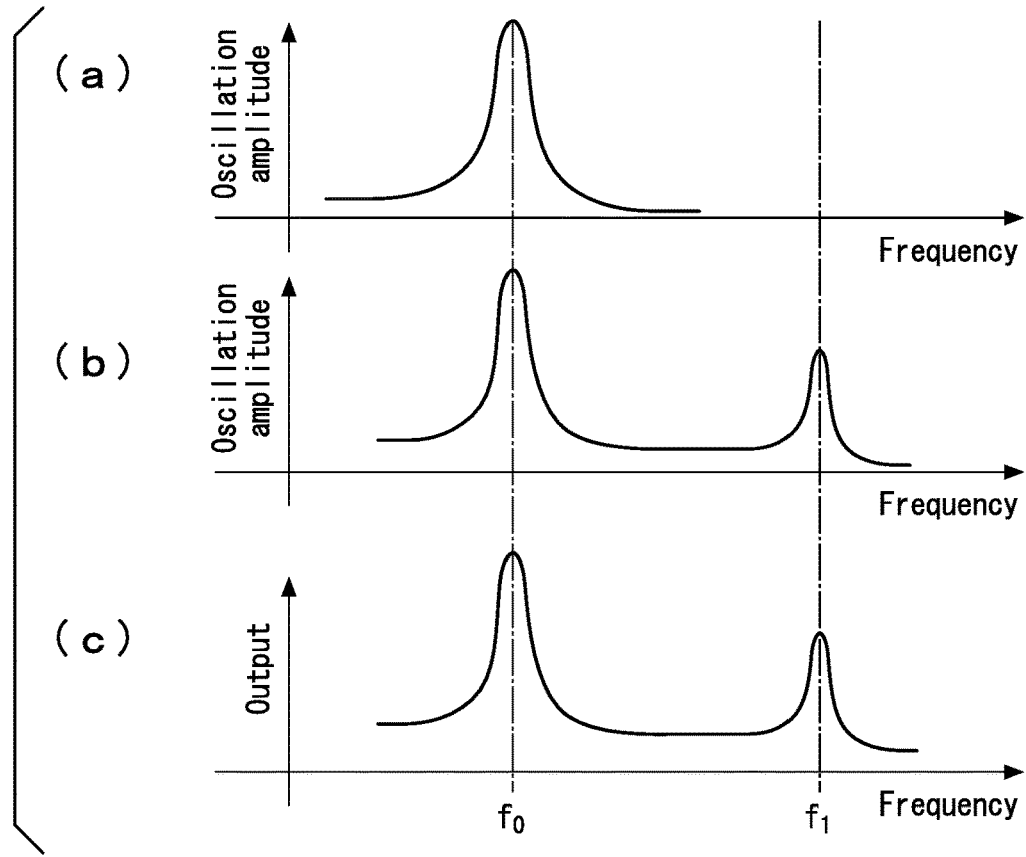 (a)
Oscillation
amplitude
Frequency
(b)
Oscillation
amplitude
Frequency
(c)
Output
Frequency
f₀
f₁